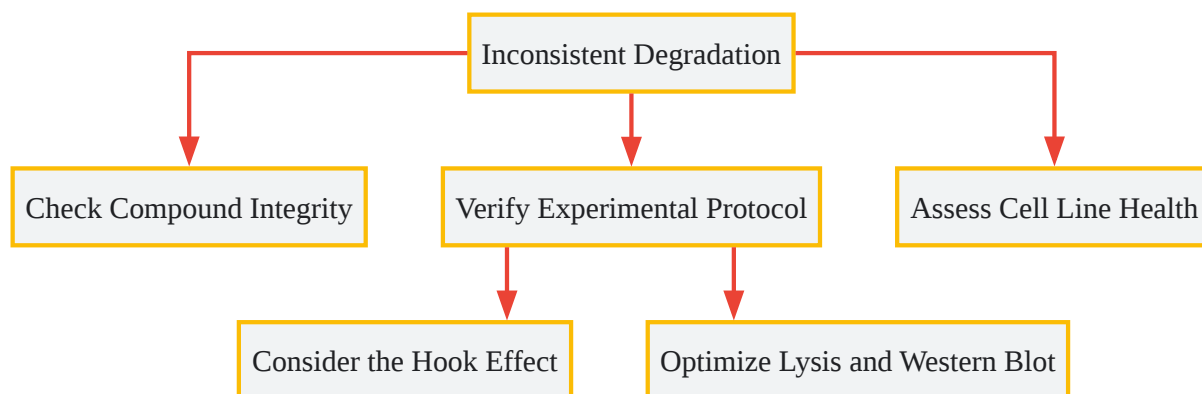 Inconsistent Degradation
Check Compound Integrity
Verify Experimental Protocol
Assess Cell Line Health
Consider the Hook Effect
Optimize Lysis and Western Blot